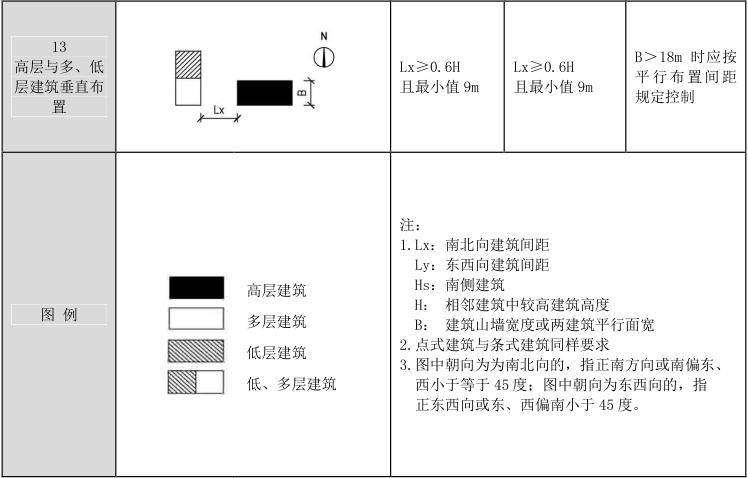 13
高层与多、低
层建筑垂直布
置
N
B
Lx
Lx≥0.6H
且最小值 9m
Lx≥0.6H
且最小值 9m
B＞18m 时应按
平行布置间距
规定控制
图 例
高层建筑
多层建筑
低层建筑
低、多层建筑
注：
1.Lx：南北向建筑间距
Ly：东西向建筑间距
Hs：南侧建筑
H： 相邻建筑中较高建筑高度
B： 建筑山墙宽度或两建筑平行面宽
2.点式建筑与条式建筑同样要求
3.图中朝向为为南北向的，指正南方向或南偏东、
西小于等于 45 度；图中朝向为东西向的，指
正东西向或东、西偏南小于 45 度。